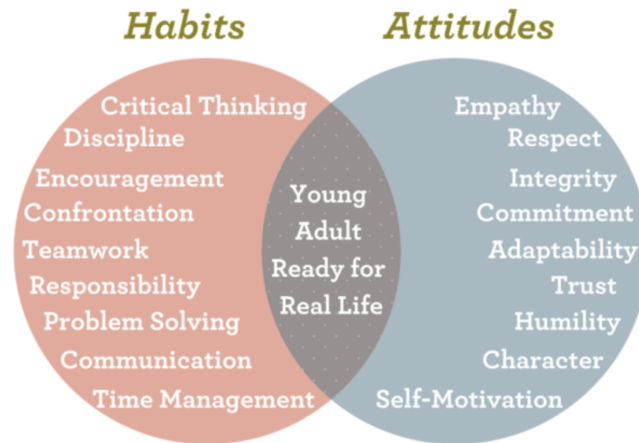 Habits
Attitudes
Critical Thinking
Discipline
Encouragement
Confrontation
Teamwork
Responsibility
Problem Solving
Communication
Time Management
Young
Adult
Ready for
Real Life
Empathy
Respect
Integrity
Commitment
Adaptability
Trust
Humility
Character
Self-Motivation